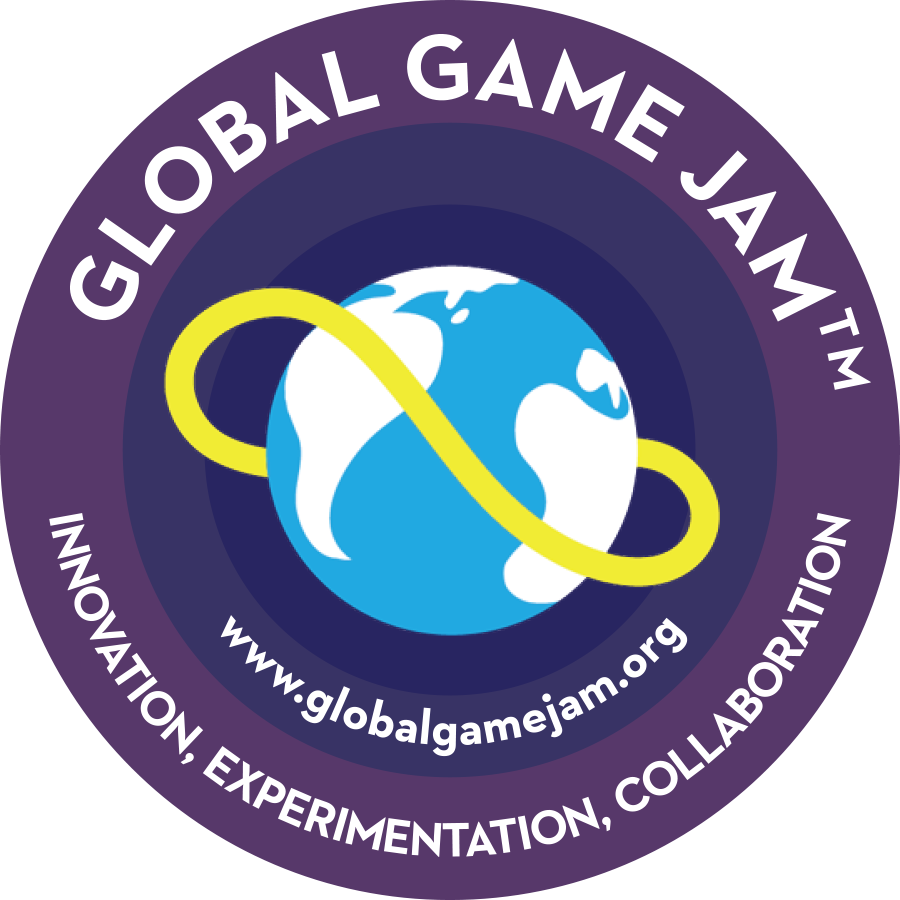 GLOBAL GAME JAM™
www.globalgamejam.org
INNOVATION, EXPERIMENTATION, COLLABORATION